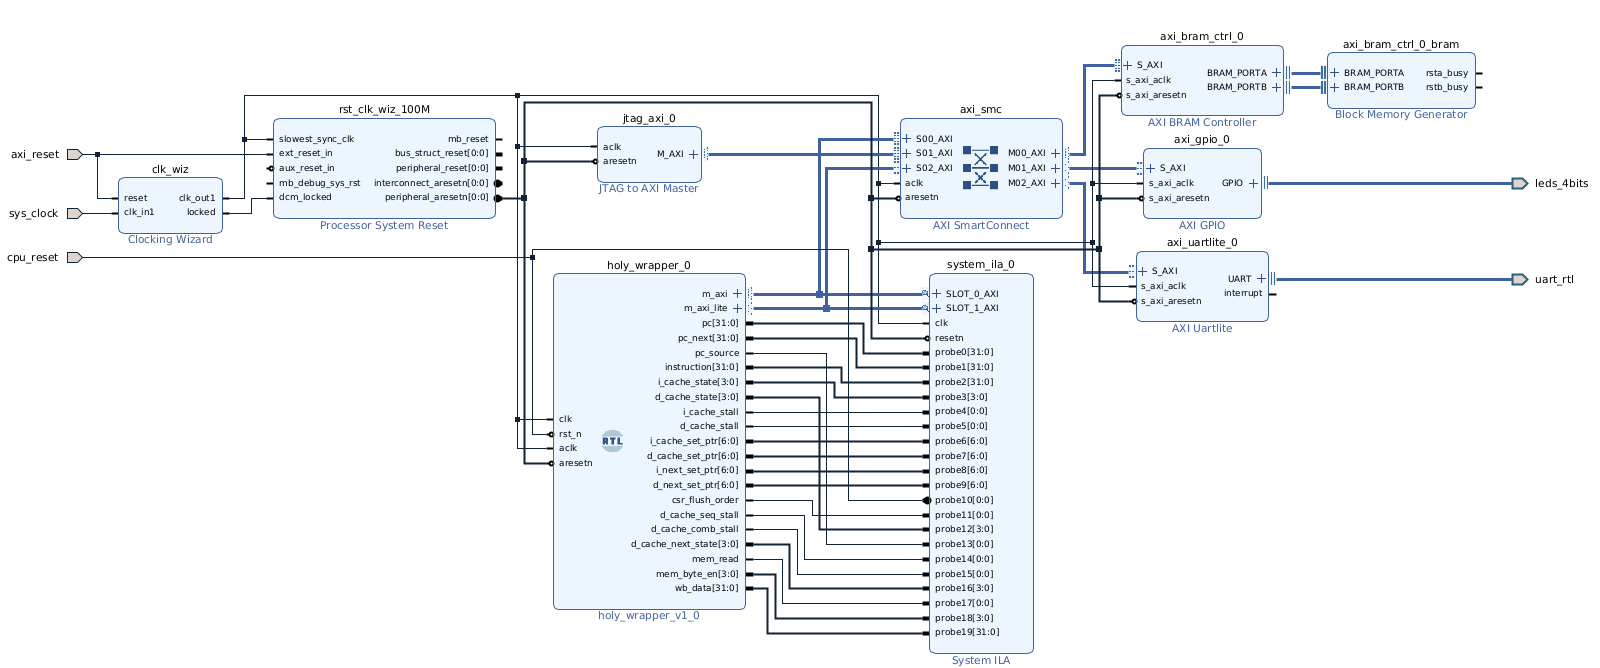 axi_reset
sys_clock
cpu_reset
clk_wiz
reset
clk_in1
clk_out1
locked
Clocking Wizard
rst_clk_wiz_100M
slowest_sync_clk
ext_reset_in
aux_reset_in
mb_debug_sys_rst
dcm_locked
mb_reset
bus_struct_reset[0:0]
peripheral_reset[0:0]
interconnect_aresetn[0:0]
peripheral_aresetn[0:0]
Processor System Reset
jtag_axi_0
aclk
aresetn
M_AXI
JTAG to AXI Master
holy_wrapper_0
clk
rst_n
aclk
aresetn
RTL
m_axi
m_axi_lite
pc[31:0]
pc_next[31:0]
pc_source
instruction[31:0]
i_cache_state[3:0]
d_cache_state[3:0]
i_cache_stall
d_cache_stall
i_cache_set_ptr[6:0]
d_cache_set_ptr[6:0]
i_next_set_ptr[6:0]
d_next_set_ptr[6:0]
csr_flush_order
d_cache_seq_stall
d_cache_comb_stall
d_cache_next_state[3:0]
mem_read
mem_byte_en[3:0]
wb_data[31:0]
holy_wrapper_v1_0
axi_smc
S00_AXI
S01_AXI
S02_AXI
aclk
aresetn
M00_AXI
M01_AXI
M02_AXI
AXI SmartConnect
system_ila_0
SLOT_0_AXI
SLOT_1_AXI
clk
resetn
probe0[31:0]
probe1[31:0]
probe2[31:0]
probe3[3:0]
probe4[0:0]
probe5[0:0]
probe6[6:0]
probe7[6:0]
probe8[6:0]
probe9[6:0]
probe10[0:0]
probe11[0:0]
probe12[3:0]
probe13[0:0]
probe14[0:0]
probe15[0:0]
probe16[3:0]
probe17[0:0]
probe18[3:0]
probe19[31:0]
System ILA
axi_bram_ctrl_0
S_AXI
s_axi_aclk
s_axi_aresetn
BRAM_PORTA
BRAM_PORTB
AXI BRAM Controller
axi_bram_ctrl_0_bram
BRAM_PORTA
BRAM_PORTB
rsta_busy
rstb_busy
Block Memory Generator
axi_gpio_0
S_AXI
s_axi_aclk
s_axi_aresetn
GPIO
AXI GPIO
axi_uartlite_0
S_AXI
s_axi_aclk
s_axi_aresetn
UART
interrupt
AXI Uartlite
leds_4bits
uart_rtl